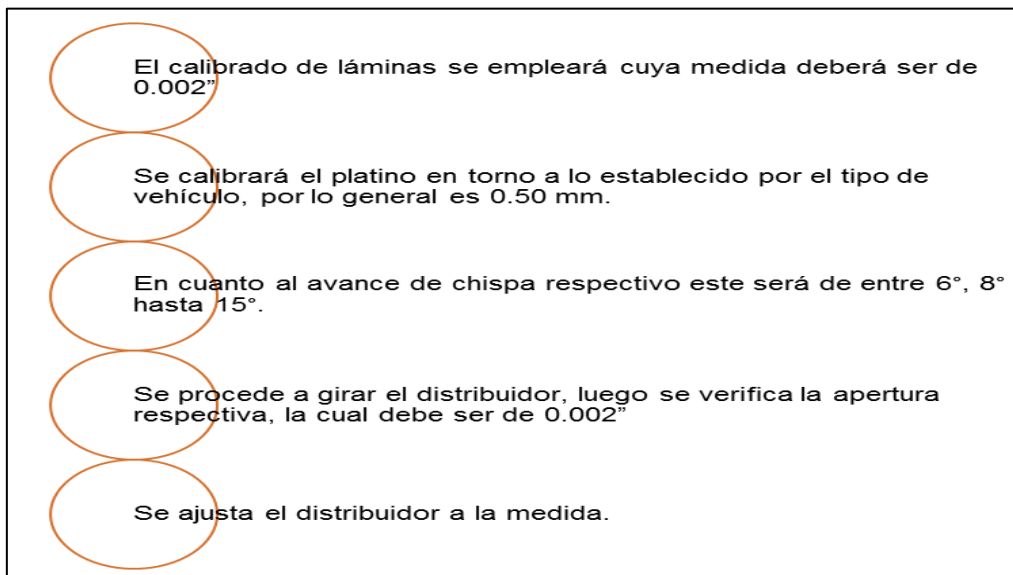 El calibrado de láminas se empleará cuya medida deberá ser de
0.002”
Se calibrará el platino en torno a lo establecido por el tipo de
vehículo, por lo general es 0.50 mm.
En cuanto al avance de chispa respectivo este será de entre 6°, 8°
hasta 15°.
Se procede a girar el distribuidor, luego se verifica la apertura
respectiva, la cual debe ser de 0.002”
Se ajusta el distribuidor a la medida.